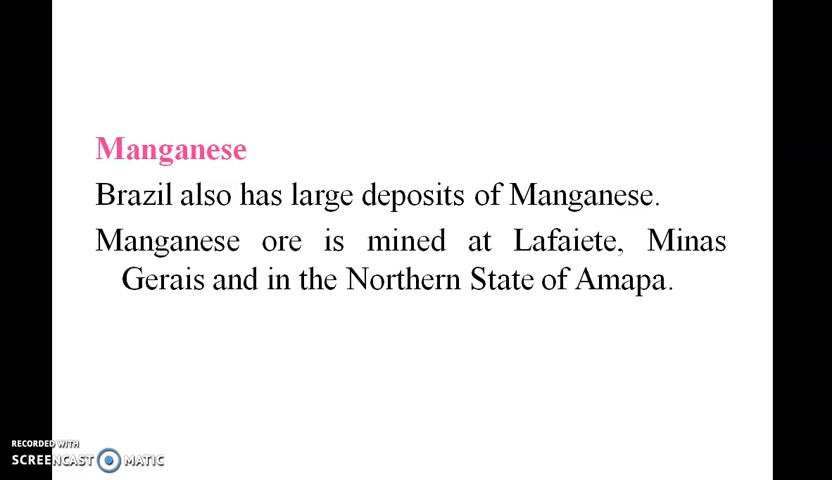 Manganese
Brazil also has large deposits of Manganese.
Manganese ore is mined at Lafaiete, Minas
Gerais and in the Northern State of Amapa.
RECORDED WITH
SCREENCAST MATIC